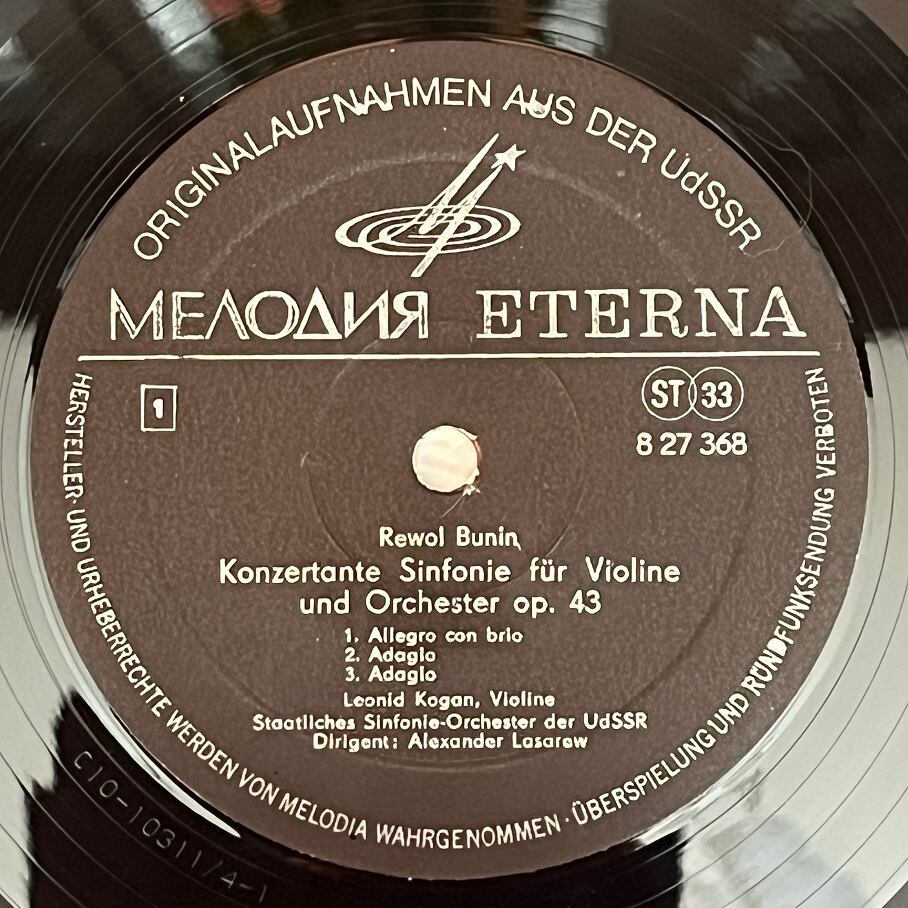 ORIGINALAUFNAHMEN AUS DER UdSSR
МЕЛОДИЯ ETERNA
1
ST 33
8 27 368
Rewol Bunin
Konzertante Sinfonie für Violine
und Orchester op. 43
1. Allegro con brio
2. Adagio
3. Adagio
Leonid Kogan, Violine
Staatliches Sinfonie-Orchester der UdSSR
Dirigent: Alexander Lasarew
HERSTELLER- UND URHEBERRECHTE WERDEN VON MELODIA WAHRGENOMMEN · ÜBERSPIELUNG UND RUNDFUNKSENDUNG VERBOTEN
C10-10311/4-1